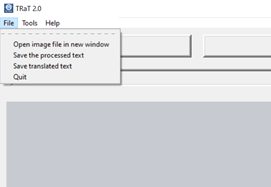 TRaT 2.0
File Tools Help
Open image file in new window
Save the processed text
Save translated text
Quit